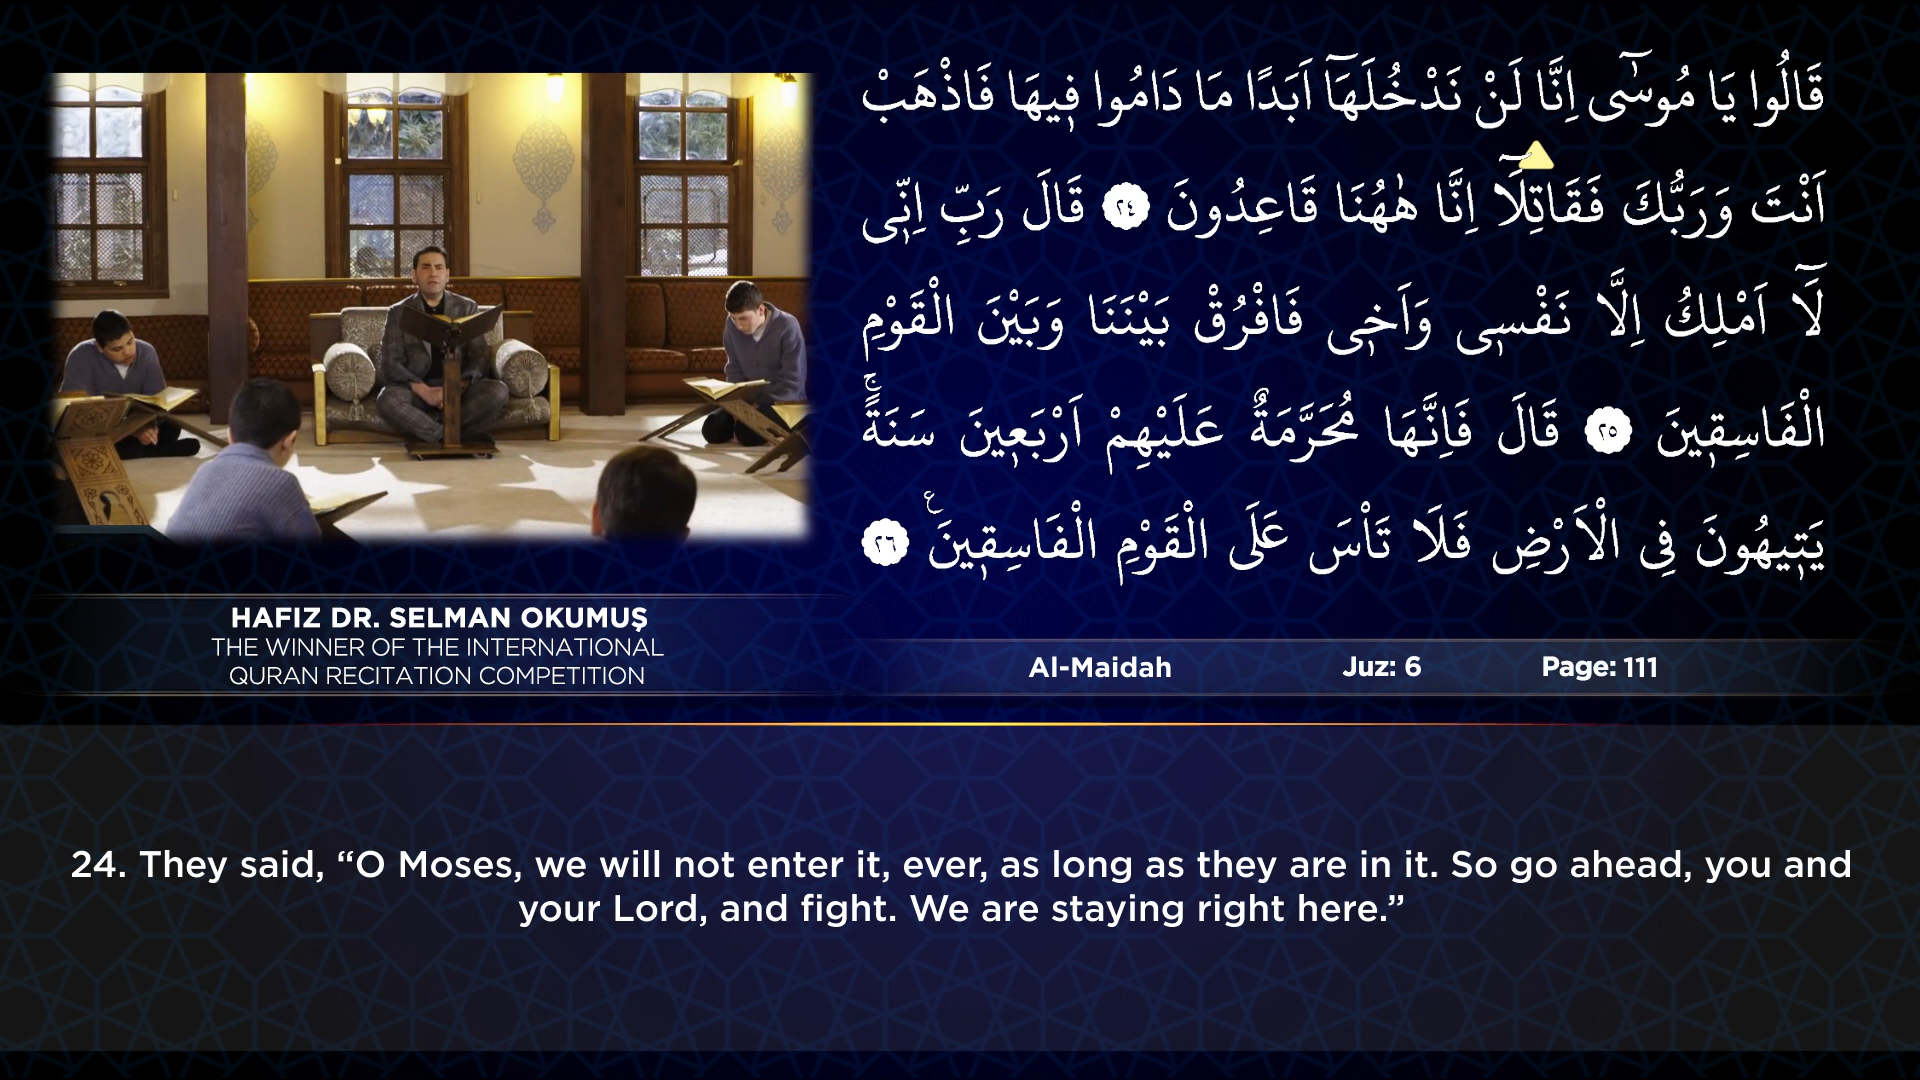 قَالُوا يَا مُوسٰٓى اِنَّا لَنْ نَدْخُلَهَٓا اَبَدًا مَا دَامُوا ف۪يهَا فَاذْهَبْ
اَنْتَ وَرَبُّكَ فَقَاتِلَٓا اِنَّا هٰهُنَا قَاعِدُونَ ٢٤ قَالَ رَبِّ اِنّ۪ى
لَٓا اَمْلِكُ اِلَّا نَفْس۪ى وَاَخ۪ى فَافْرُقْ بَيْنَنَا وَبَيْنَ الْقَوْمِ
الْفَاسِق۪ينَ ٢٥ قَالَ فَاِنَّهَا مُحَرَّمَةٌ عَلَيْهِمْ اَرْبَع۪ينَ سَنَةًۚ
يَت۪يهُونَ فِى الْاَرْضِ فَلَا تَاْسَ عَلَى الْقَوْمِ الْفَاسِق۪ينَ ع ٢٦
HAFIZ DR. SELMAN OKUMUŞ
THE WINNER OF THE INTERNATIONAL
QURAN RECITATION COMPETITION
Al-Maidah Juz: 6 Page: 111
24. They said, “O Moses, we will not enter it, ever, as long as they are in it. So go ahead, you and
your Lord, and fight. We are staying right here.”